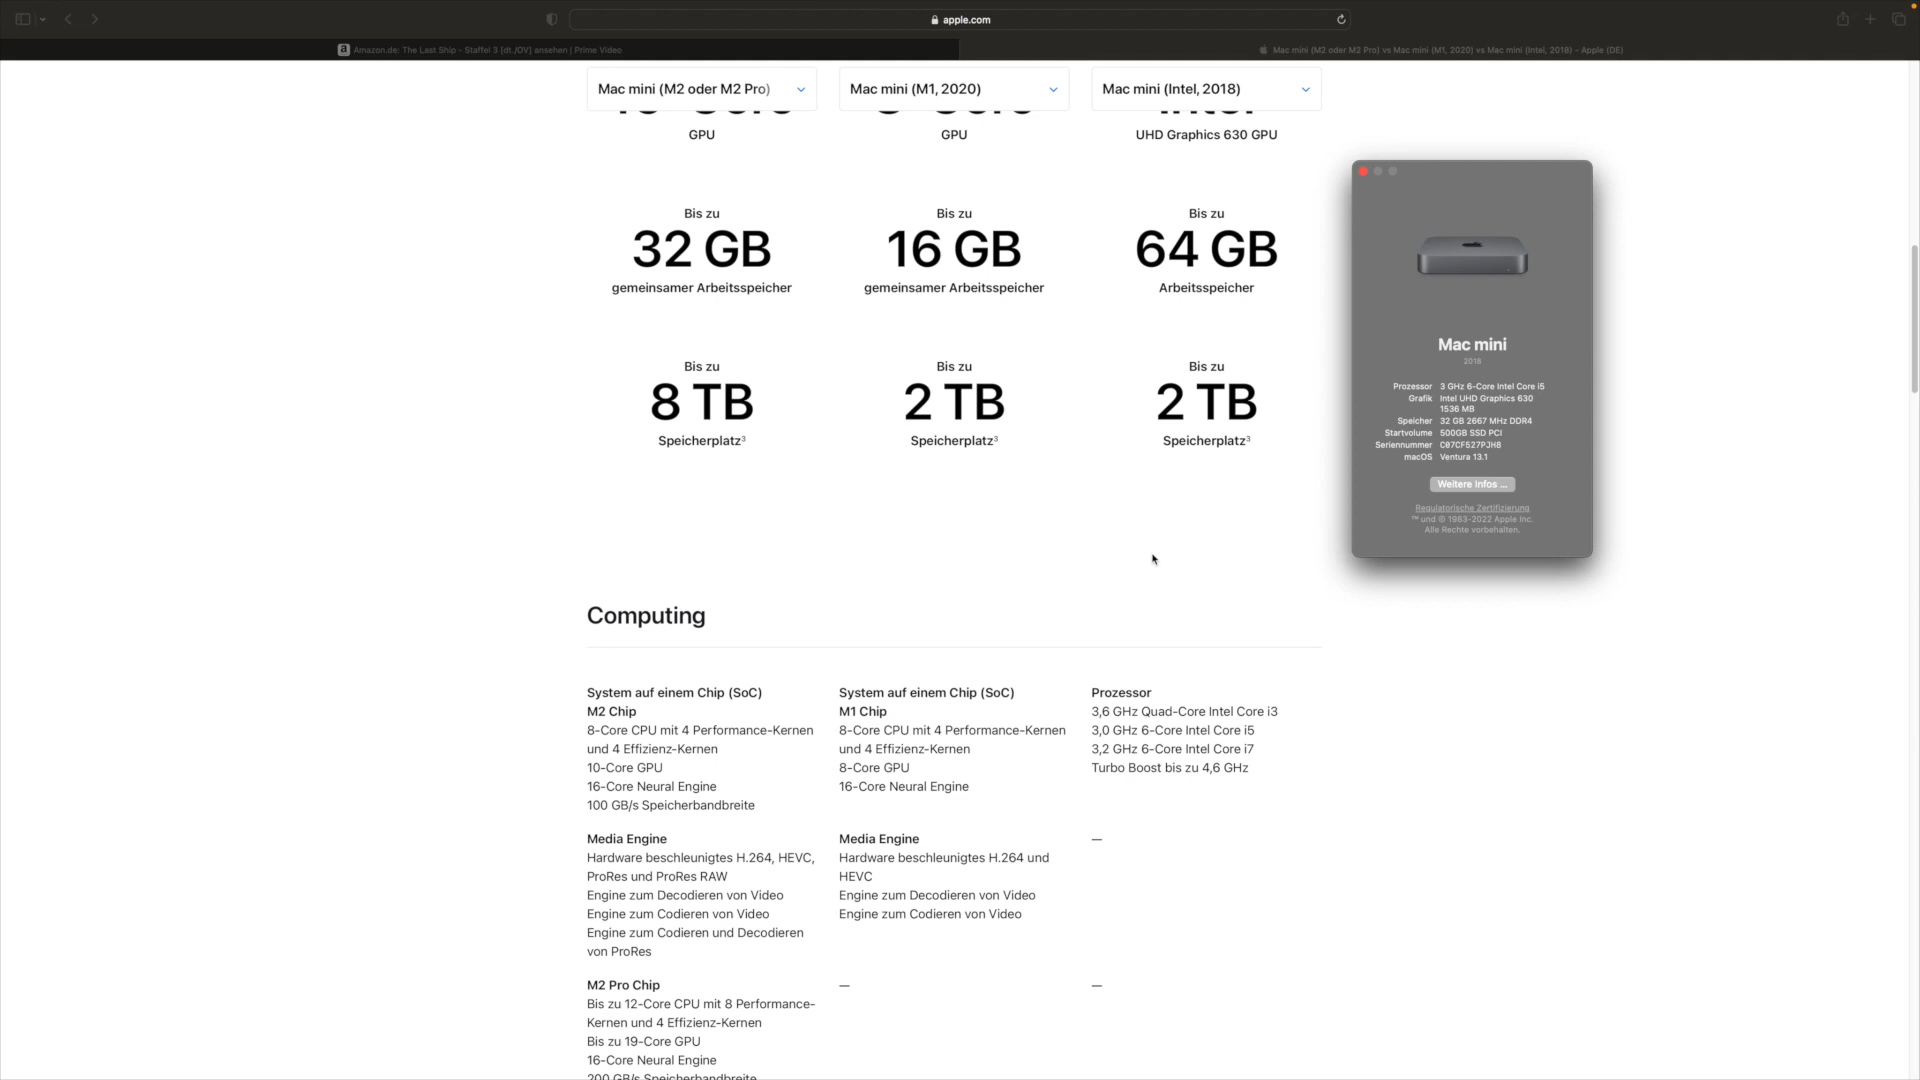 apple.com
Amazon.de: The Last Ship - Staffel 3 [dt./OV] ansehen | Prime Video
Mac mini (M2 oder M2 Pro) vs Mac mini (M1, 2020) vs Mac mini (Intel, 2018) – Apple (DE)
Mac mini (M2 oder M2 Pro)
Mac mini (M1, 2020)
Mac mini (Intel, 2018)
GPU
GPU
UHD Graphics 630 GPU
Bis zu
32 GB
gemeinsamer Arbeitsspeicher
Bis zu
16 GB
gemeinsamer Arbeitsspeicher
Bis zu
64 GB
Arbeitsspeicher
Bis zu
8 TB
Speicherplatz³
Bis zu
2 TB
Speicherplatz³
Bis zu
2 TB
Speicherplatz³
Mac mini
2018
Prozessor 3 GHz 6-Core Intel Core i5
Grafik Intel UHD Graphics 630
1536 MB
Speicher 32 GB 2667 MHz DDR4
Startvolume 500GB SSD PCI
Seriennummer C07CF527PJH8
macOS Ventura 13.1
Weitere Infos ...
Regulatorische Zertifizierung
™ und © 1983-2022 Apple Inc.
Alle Rechte vorbehalten.
Computing
System auf einem Chip (SoC)
M2 Chip
8-Core CPU mit 4 Performance-Kernen
und 4 Effizienz-Kernen
10-Core GPU
16-Core Neural Engine
100 GB/s Speicherbandbreite
System auf einem Chip (SoC)
M1 Chip
8-Core CPU mit 4 Performance-Kernen
und 4 Effizienz-Kernen
8-Core GPU
16-Core Neural Engine
Prozessor
3,6 GHz Quad-Core Intel Core i3
3,0 GHz 6-Core Intel Core i5
3,2 GHz 6-Core Intel Core i7
Turbo Boost bis zu 4,6 GHz
Media Engine
Hardware beschleunigtes H.264, HEVC,
ProRes und ProRes RAW
Engine zum Decodieren von Video
Engine zum Codieren von Video
Engine zum Codieren und Decodieren
von ProRes
Media Engine
Hardware beschleunigtes H.264 und
HEVC
Engine zum Decodieren von Video
Engine zum Codieren von Video
—
M2 Pro Chip
Bis zu 12-Core CPU mit 8 Performance-
Kernen und 4 Effizienz-Kernen
Bis zu 19-Core GPU
16-Core Neural Engine
200 GB/s Speicherbandbreite
—
—